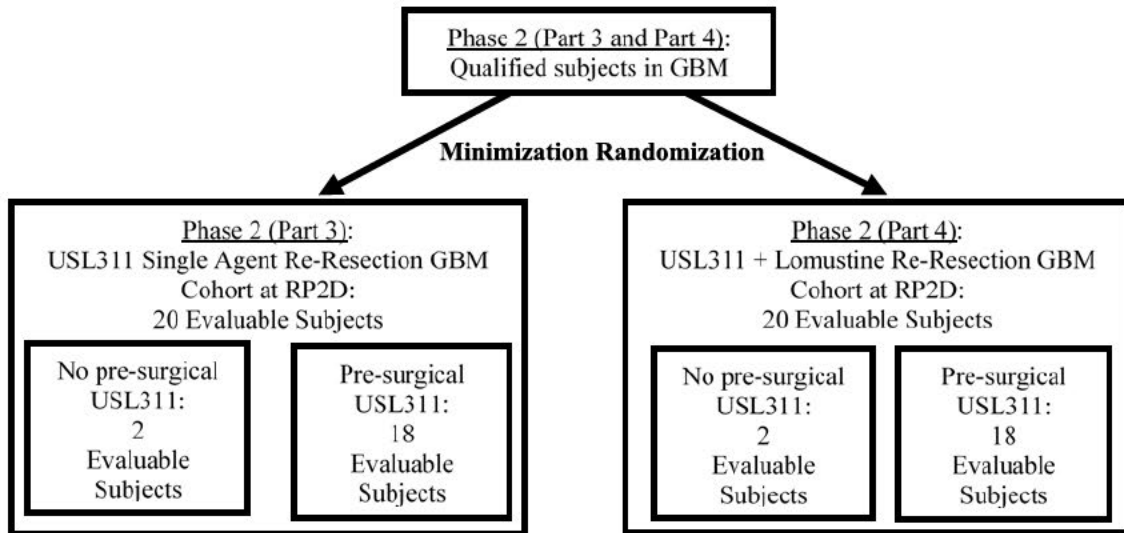 Phase 2 (Part 3 and Part 4):
Qualified subjects in GBM
Minimization Randomization
Phase 2 (Part 3):
USL311 Single Agent Re-Resection GBM
Cohort at RP2D:
20 Evaluable Subjects
No pre-surgical
USL311:
2
Evaluable
Subjects
Pre-surgical
USL311:
18
Evaluable
Subjects
Phase 2 (Part 4):
USL311 + Lomustine Re-Resection GBM
Cohort at RP2D:
20 Evaluable Subjects
No pre-surgical
USL311:
2
Evaluable
Subjects
Pre-surgical
USL311:
18
Evaluable
Subjects